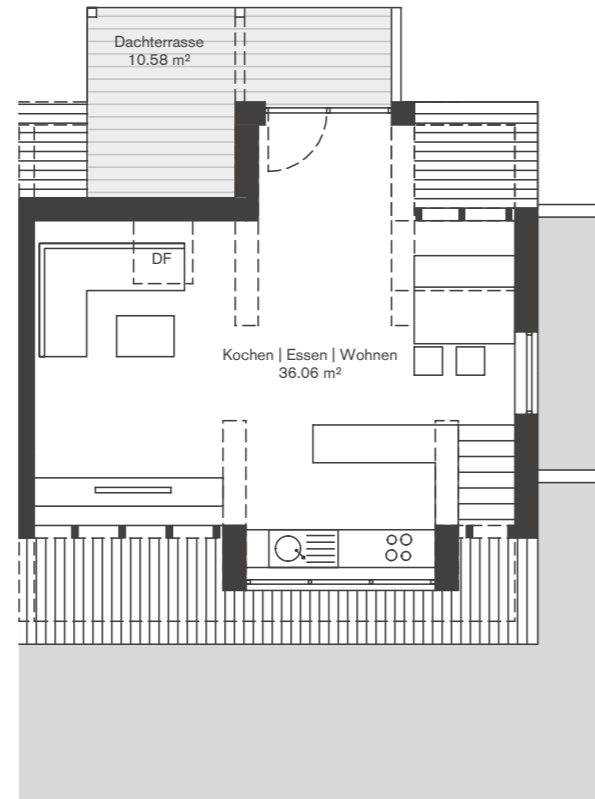 Dachterrasse
10.58 m²
DF
Kochen | Essen | Wohnen
36.06 m²